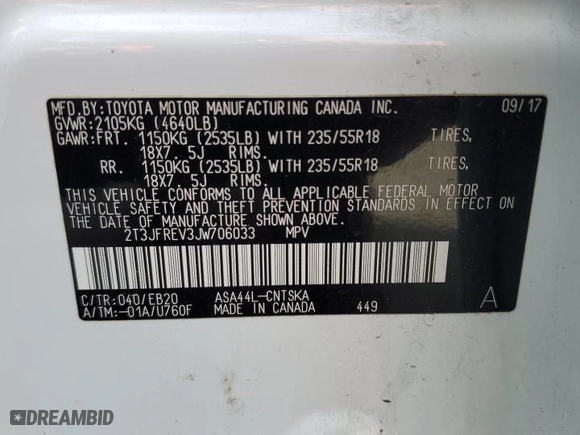 MFD.BY:TOYOTA MOTOR MANUFACTURING CANADA INC. 09/17
GVWR:2105KG (4640LB)
GAWR:FRT. 1150KG (2535LB) WITH 235/55R18 TIRES,
18X7. 5J RIMS.
RR. 1150KG (2535LB) WITH 235/55R18 TIRES,
18X7. 5J RIMS.
THIS VEHICLE CONFORMS TO ALL APPLICABLE FEDERAL MOTOR
VEHICLE SAFETY AND THEFT PREVENTION STANDARDS IN EFFECT ON
THE DATE OF MANUFACTURE SHOWN ABOVE.
2T3JFREV3JW706033 MPV
C/TR:040/EB20 ASA44L-CNTSKA
A/TM:-01A/U760F MADE IN CANADA 449 A
DREAMBID